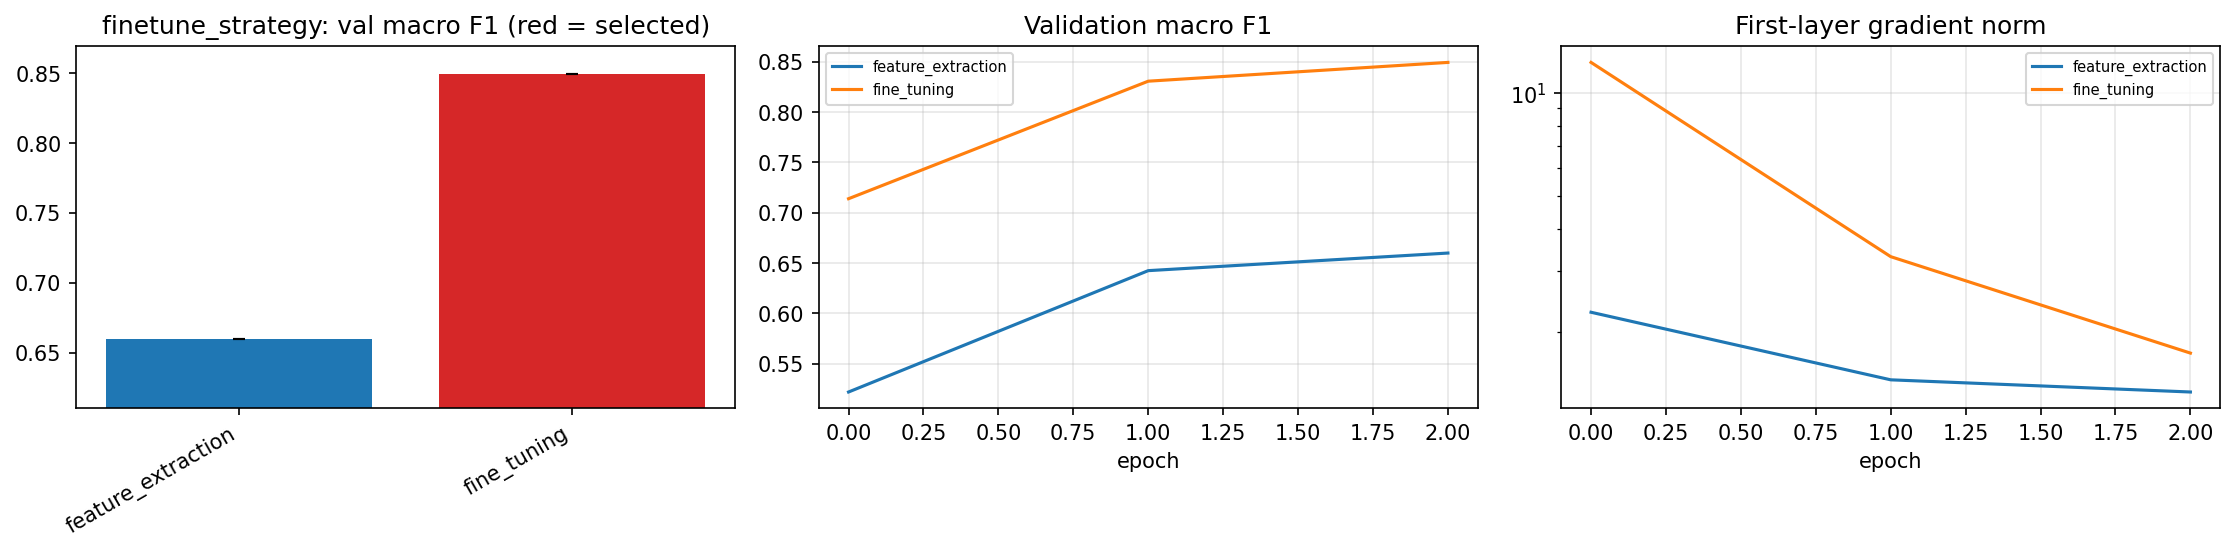 finetune_strategy: val macro F1 (red = selected)
0.85
0.80
0.75
0.70
0.65
feature_extraction
fine_tuning
Validation macro F1
feature_extraction
fine_tuning
0.85
0.80
0.75
0.70
0.65
0.60
0.55
0.00 0.25 0.50 0.75 1.00 1.25 1.50 1.75 2.00
epoch
First-layer gradient norm
feature_extraction
fine_tuning
10¹
0.00 0.25 0.50 0.75 1.00 1.25 1.50 1.75 2.00
epoch